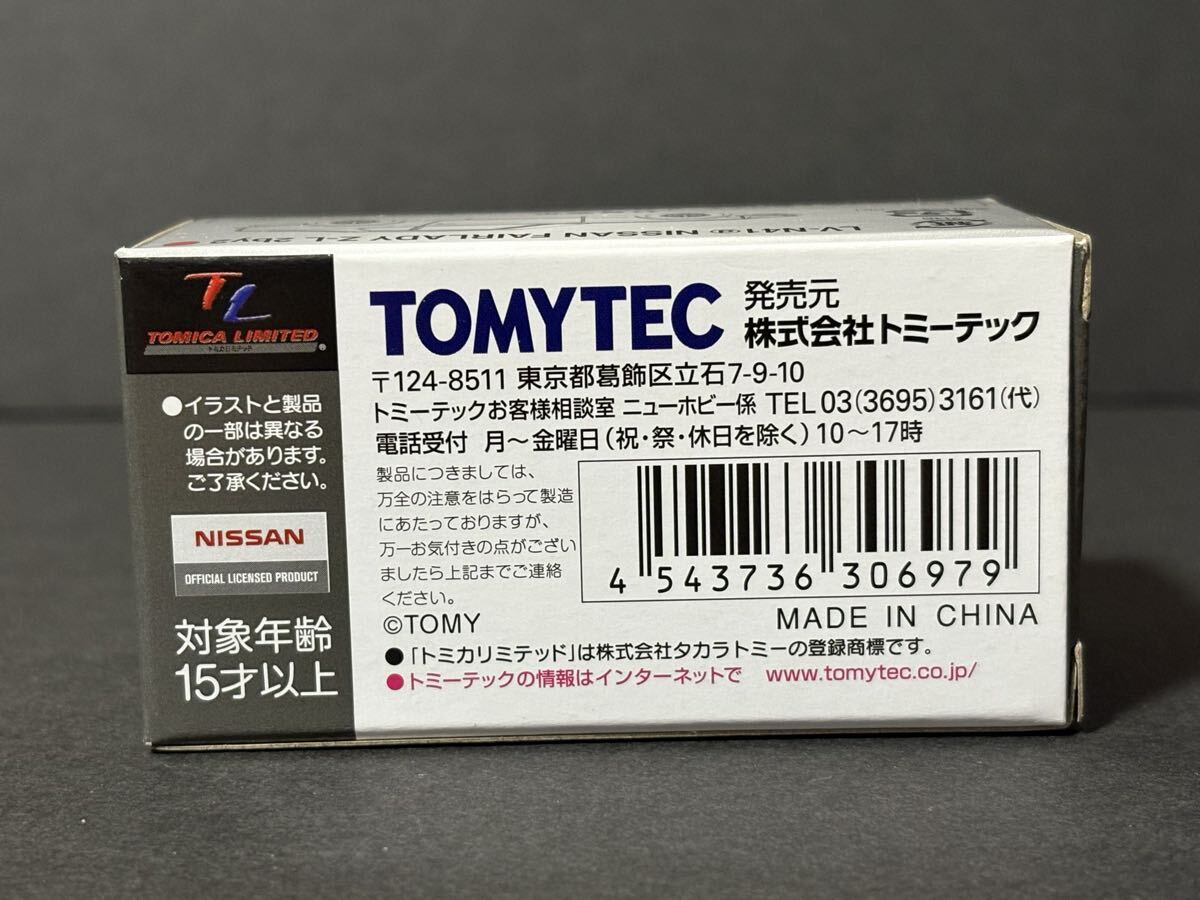 LV-N41 NISSAN FAIRLADY Z-L 2by2
TL
TOMICA LIMITED
®
●イラストと製品
の一部は異なる
場合があります。
ご了承ください。
NISSAN
OFFICIAL LICENSED PRODUCT
対象年齢
15才以上
TOMYTEC
発売元
株式会社トミーテック
〒124-8511 東京都葛飾区立石7-9-10
トミーテックお客様相談室 ニューホビー係 TEL 03(3695)3161(代)
電話受付 月〜金曜日(祝・祭・休日を除く)10〜17時
製品につきましては、
万全の注意をはらって製造
にあたっておりますが、
万一お気付きの点がござい
ましたら上記までご連絡
ください。
4 543736 306979
©TOMY
MADE IN CHINA
●「トミカリミテッド」は株式会社タカラトミーの登録商標です。
●トミーテックの情報はインターネットで www.tomytec.co.jp/